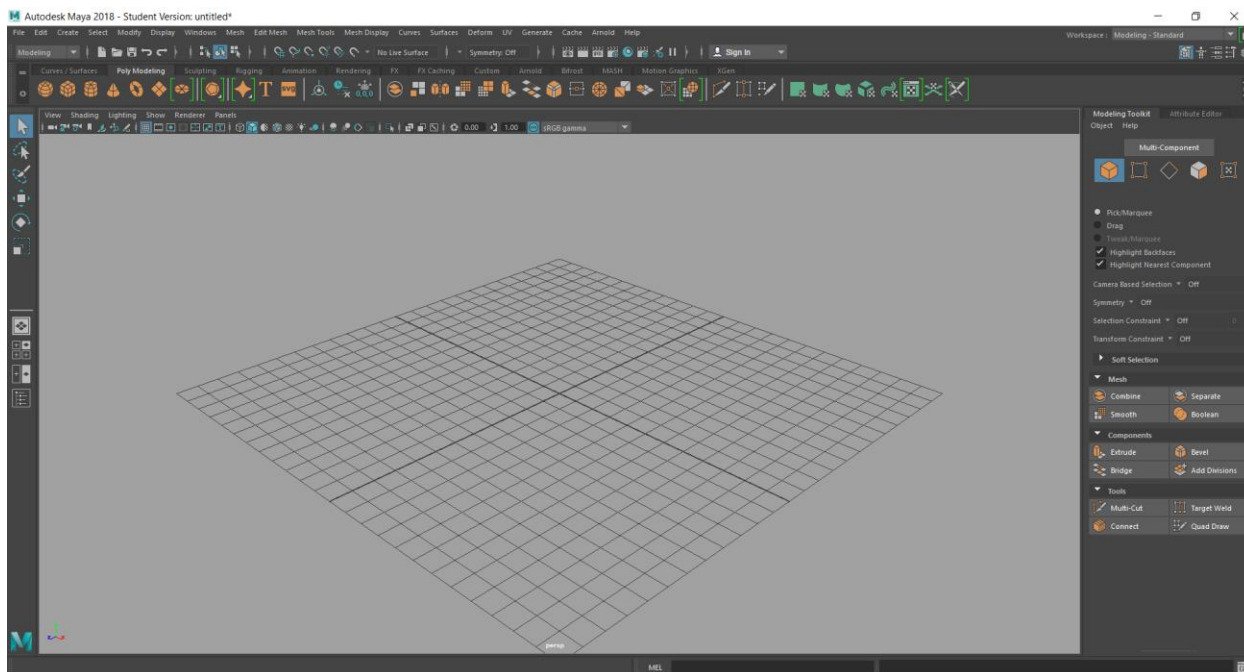 Autodesk Maya 2018 - Student Version: untitled*
File Edit Create Select Modify Display Windows Mesh Edit Mesh Mesh Tools Mesh Display Curves Surfaces Deform UV Generate Cache Arnold Help
Workspace : Modeling - Standard
Modeling
No Live Surface
Symmetry: Off
Sign In
Curves / Surfaces Poly Modeling Sculpting Rigging Animation Rendering FX FX Caching Custom Arnold Bifrost MASH Motion Graphics XGen
T
SVG
View Shading Lighting Show Renderer Panels
0.00 1.00 sRGB gamma
Modeling Toolkit Attribute Editor
Object Help
Multi-Component
Pick/Marquee
Drag
Tweak/Marquee
Highlight Backfaces
Highlight Nearest Component
Camera Based Selection Off
Symmetry Off
Selection Constraint Off
Transform Constraint Off
Soft Selection
Mesh
Combine Separate
Smooth Boolean
Components
Extrude Bevel
Bridge Add Divisions
Tools
Multi-Cut Target Weld
Connect Quad Draw
persp
M
MEL